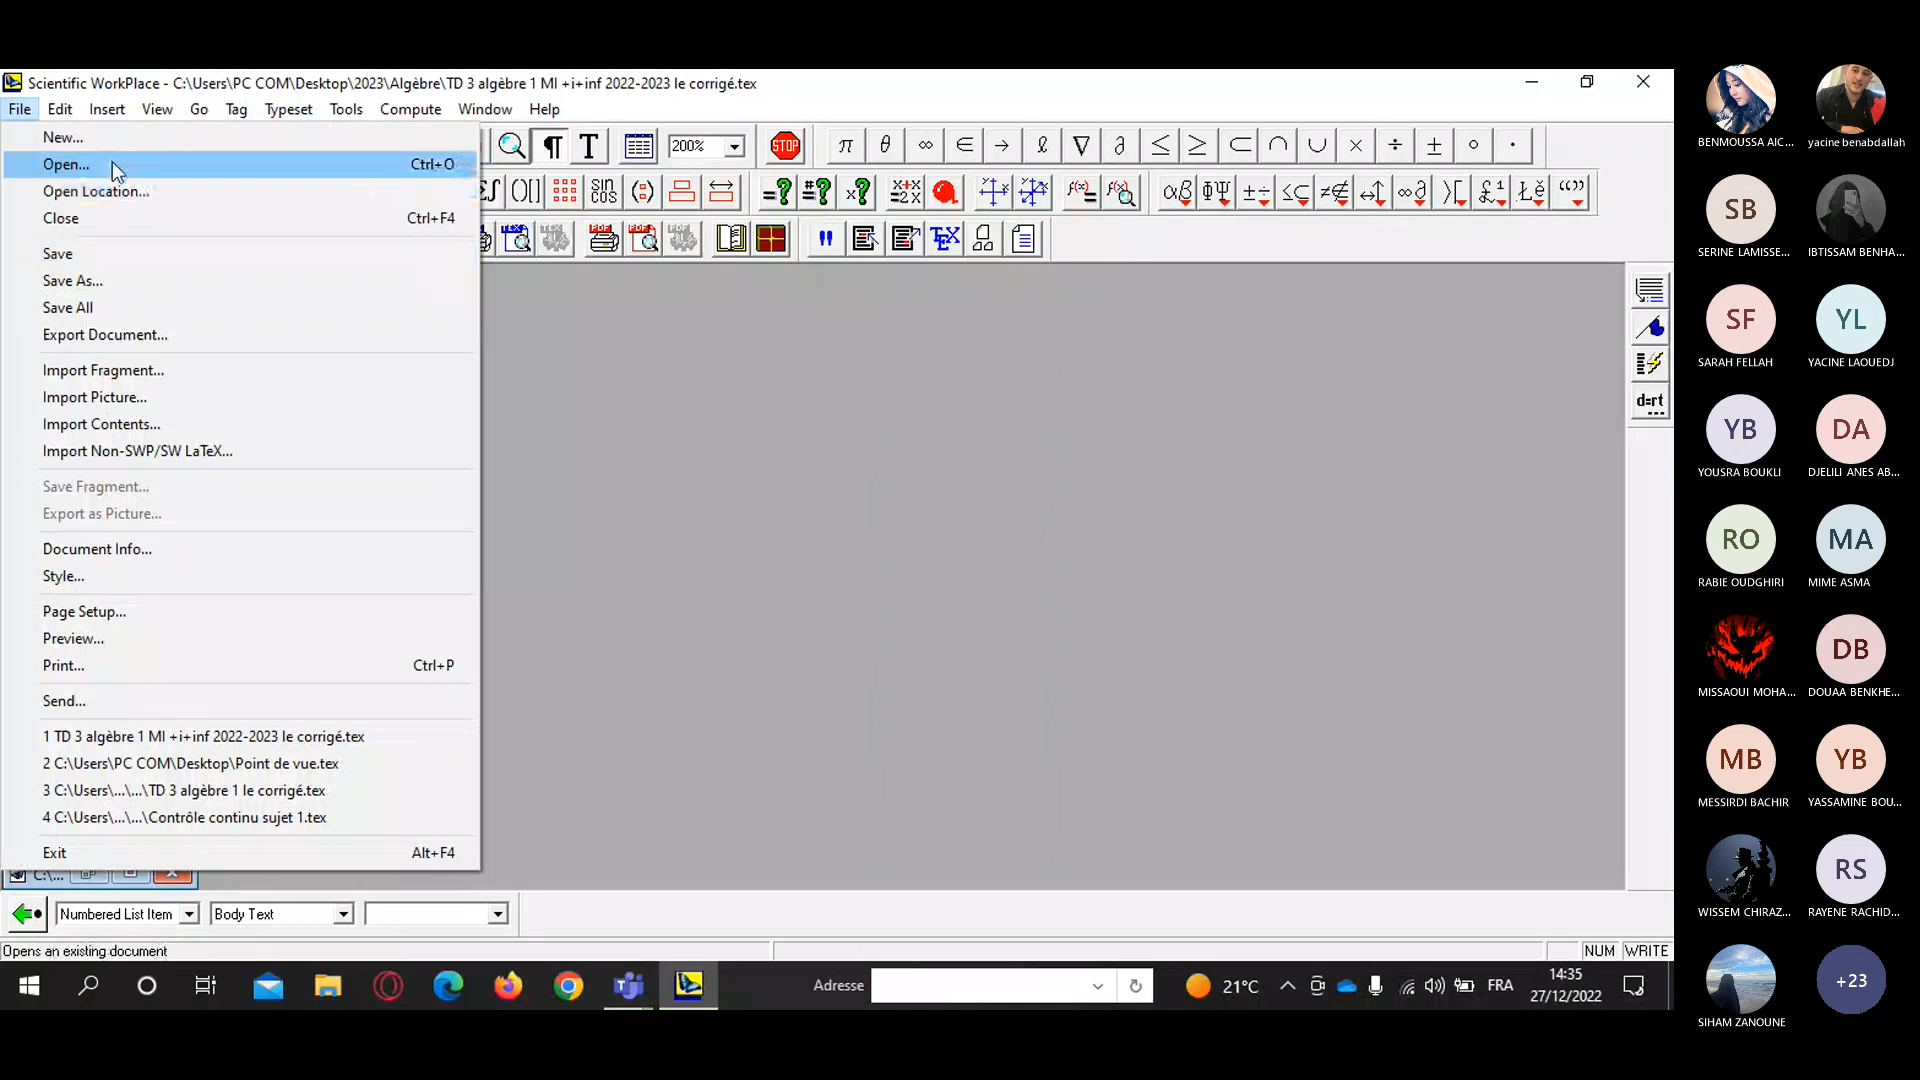 Scientific WorkPlace - C:\Users\PC COM\Desktop\2023\Algèbre\TD 3 algèbre 1 MI +i+inf 2022-2023 le corrigé.tex
File Edit Insert View Go Tag Typeset Tools Compute Window Help
New...
Open... Ctrl+O
Open Location...
Close Ctrl+F4
Save
Save As...
Save All
Export Document...
Import Fragment...
Import Picture...
Import Contents...
Import Non-SWP/SW LaTeX...
Save Fragment...
Export as Picture...
Document Info...
Style...
Page Setup...
Preview...
Print... Ctrl+P
Send...
1 TD 3 algèbre 1 MI +i+inf 2022-2023 le corrigé.tex
2 C:\Users\PC COM\Desktop\Point de vue.tex
3 C:\Users\...\...\TD 3 algèbre 1 le corrigé.tex
4 C:\Users\...\...\Contrôle continu sujet 1.tex
Exit Alt+F4
200%
STOP
π θ ∞ ∈ → ℓ ∇ ∂ ≤ ≥ ⊂ ∩ ∪ × ÷ ± ∘ ·
sin cos
=? ≠? x?
d=rt
C:\...
Numbered List Item
Body Text
Opens an existing document
NUM WRITE
Adresse
21°C
FRA
14:35
27/12/2022
BENMOUSSA AIC...
yacine benabdallah
SB
SERINE LAMISSE...
IBTISSAM BENHA...
SF
SARAH FELLAH
YL
YACINE LAOUEDJ
YB
YOUSRA BOUKLI
DA
DJELILI ANES AB...
RO
RABIE OUDGHIRI
MA
MIME ASMA
MISSAOUI MOHA...
DB
DOUAA BENKHE...
MB
MESSIRDI BACHIR
YB
YASSAMINE BOU...
WISSEM CHIRAZ...
RS
RAYENE RACHID...
SIHAM ZANOUNE
+23